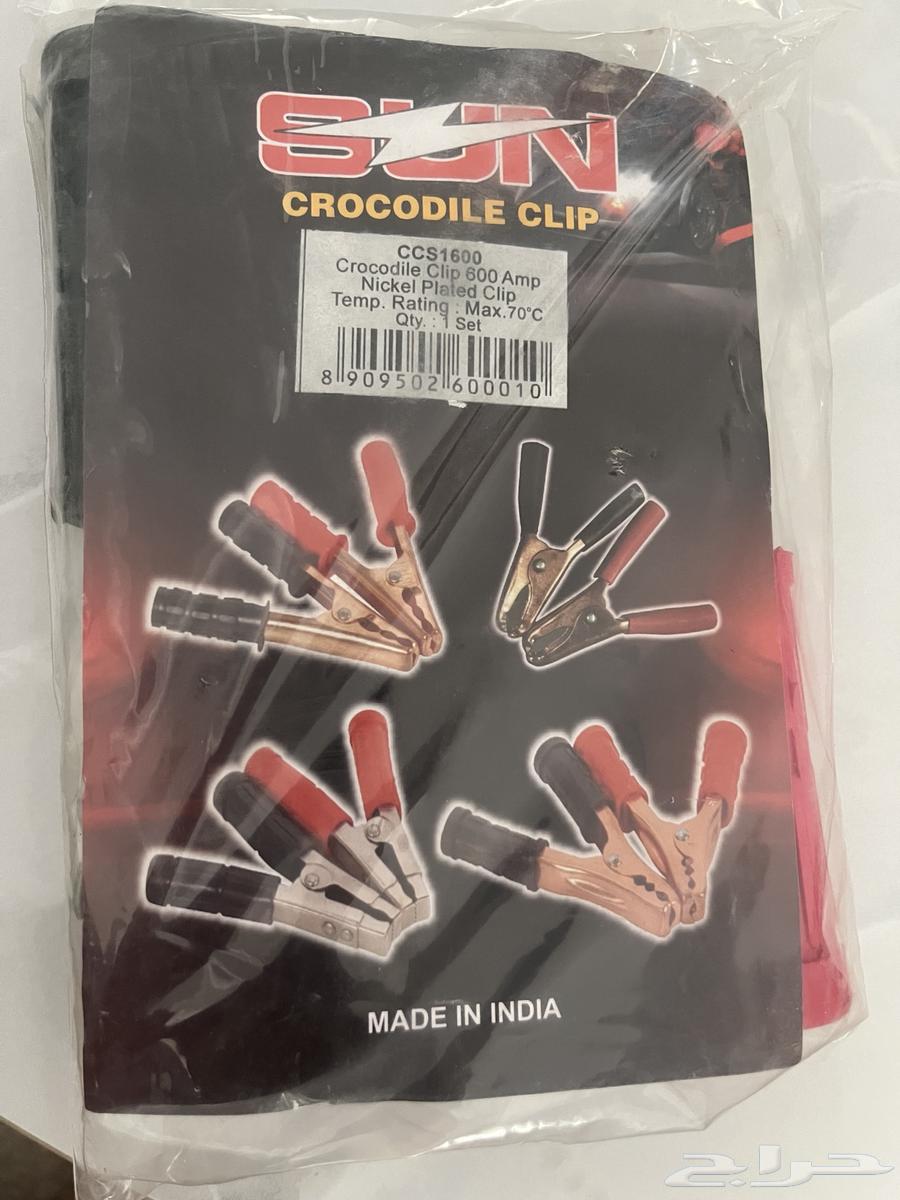 SUN
CROCODILE CLIP
CCS1600
Crocodile Clip 600 Amp
Nickel Plated Clip
Temp. Rating : Max.70°C
Qty. : 1 Set
8 909502 600010
MADE IN INDIA
حراج